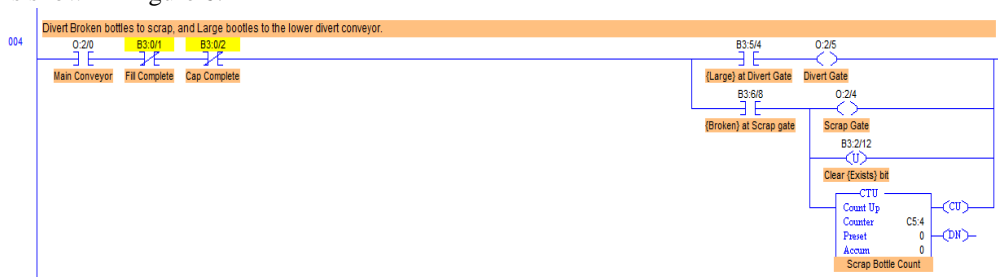 Divert Broken bottles to scrap, and Large bootles to the lower divert conveyor.
004
O:2/0 B3:0/1 B3:0/2 B3:5/4 O:2/5
Main Conveyor Fill Complete Cap Complete {Large} at Divert Gate Divert Gate
B3:6/8 O:2/4
{Broken} at Scrap gate Scrap Gate
B3:2/12
U
Clear {Exists} bit
CTU
Count Up CU
Counter C5:4
Preset 0 DN
Accum 0
Scrap Bottle Count